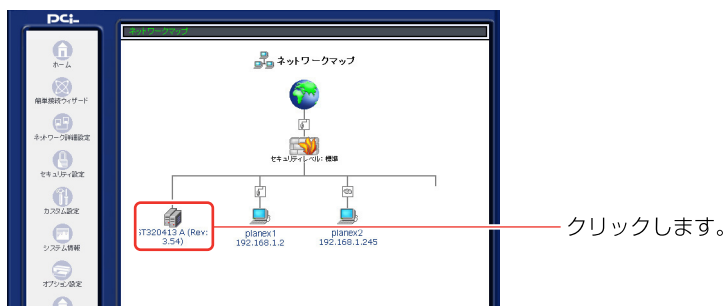 PCi
ネットワークマップ
ホーム
簡単接続ウィザード
ネットワーク詳細設定
セキュリティ設定
カスタム設定
システム情報
オプション設定
ネットワークマップ
セキュリティレベル: 標準
ST320413 A (Rev:
3.54)
planex1
192.168.1.2
planex2
192.168.1.245
クリックします。